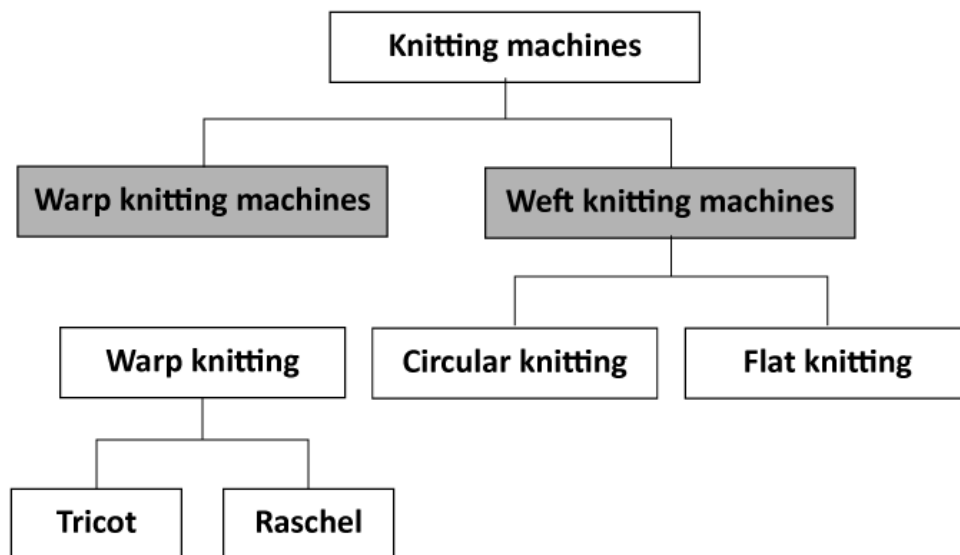 Knitting machines
Warp knitting machines
Weft knitting machines
Warp knitting
Circular knitting
Flat knitting
Tricot
Raschel